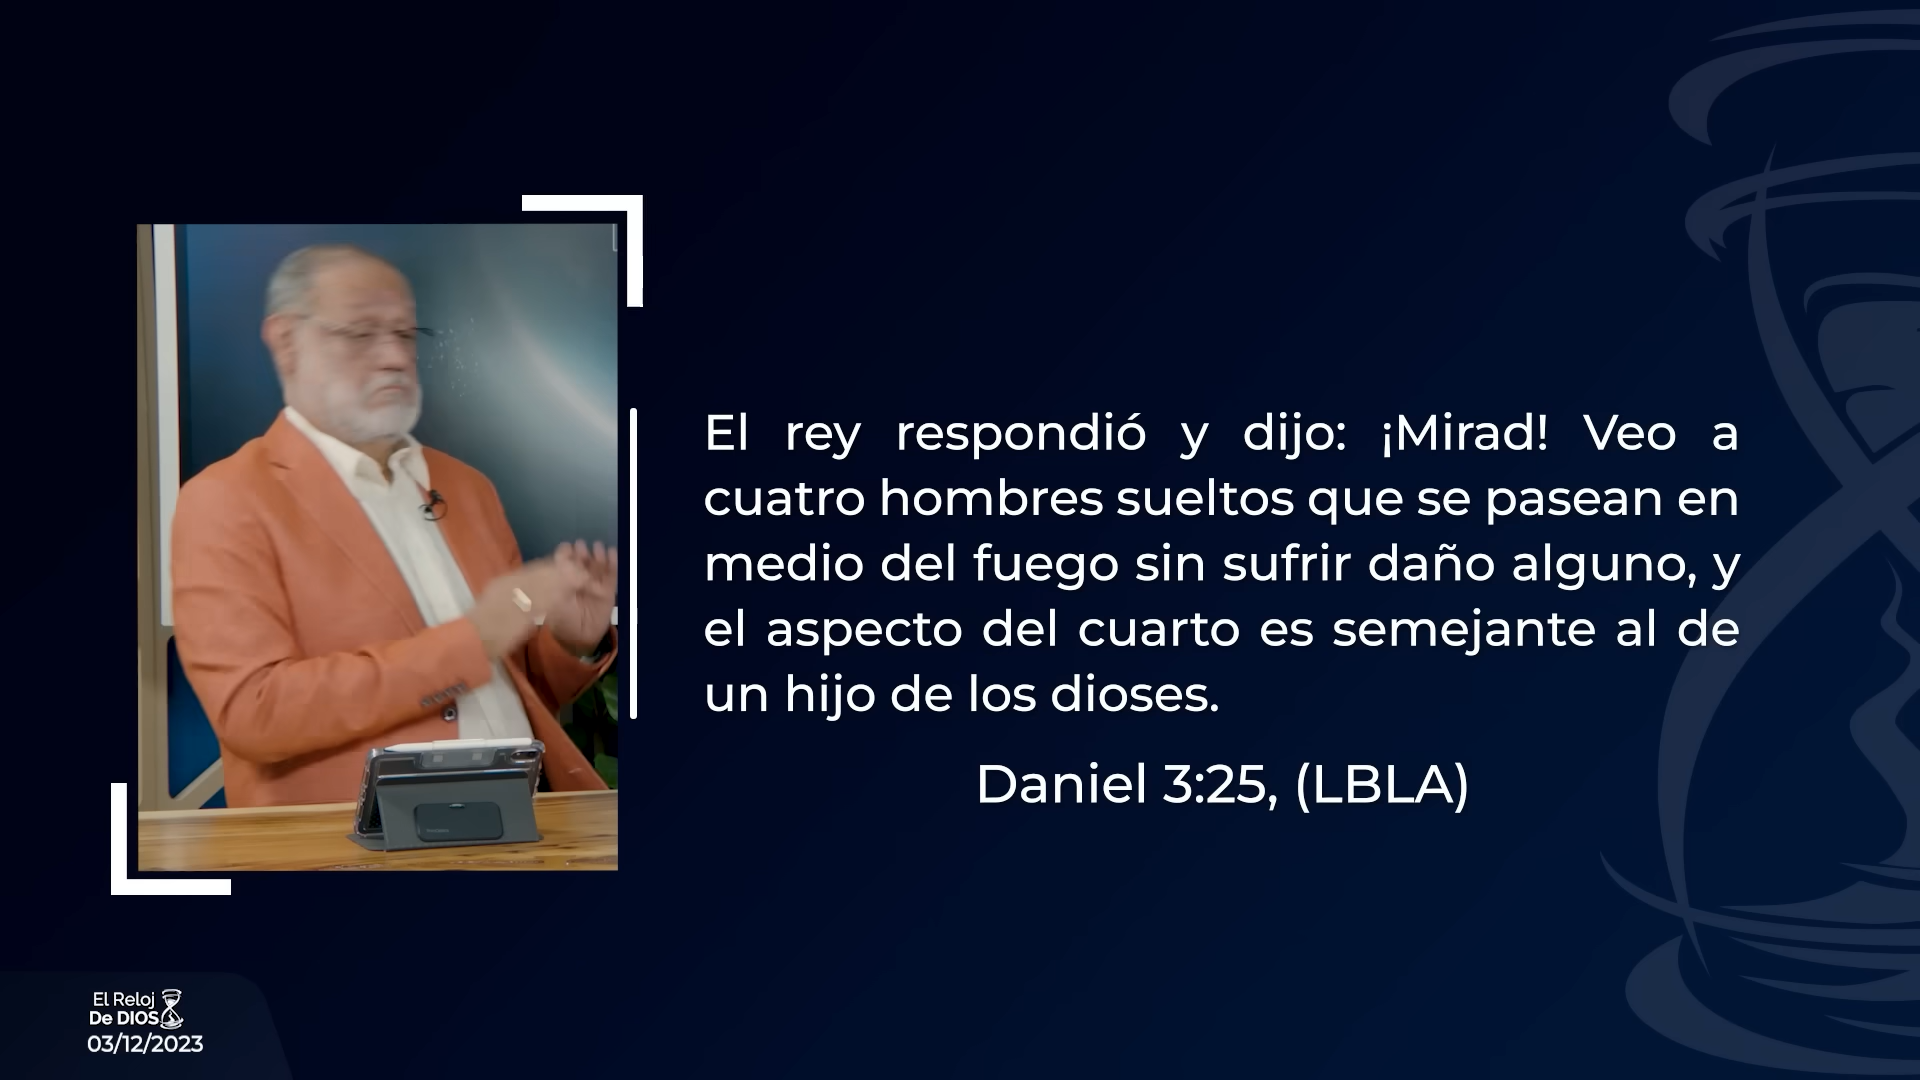 El rey respondió y dijo: ¡Mirad! Veo a
cuatro hombres sueltos que se pasean en
medio del fuego sin sufrir daño alguno, y
el aspecto del cuarto es semejante al de
un hijo de los dioses.
Daniel 3:25, (LBLA)
El Reloj
De DIOS
03/12/2023